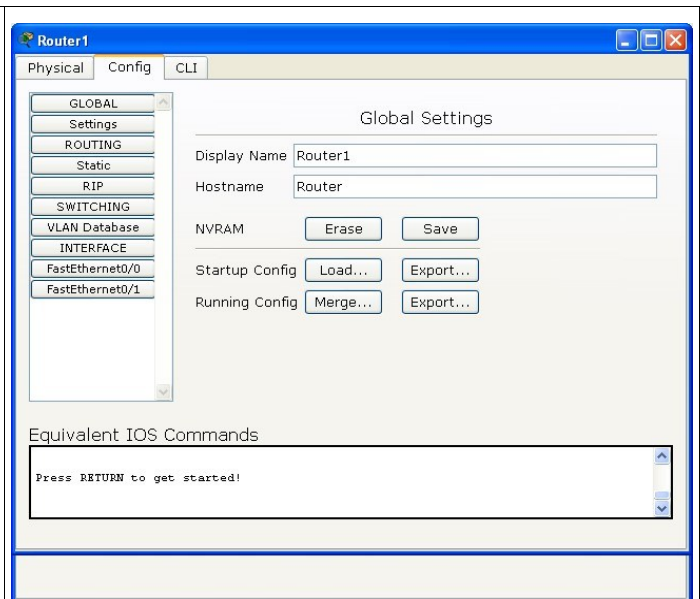 Router1
Physical Config CLI
GLOBAL
Settings
ROUTING
Static
RIP
SWITCHING
VLAN Database
INTERFACE
FastEthernet0/0
FastEthernet0/1
Global Settings
Display Name Router1
Hostname Router
NVRAM Erase Save
Startup Config Load... Export...
Running Config Merge... Export...
Equivalent IOS Commands
Press RETURN to get started!